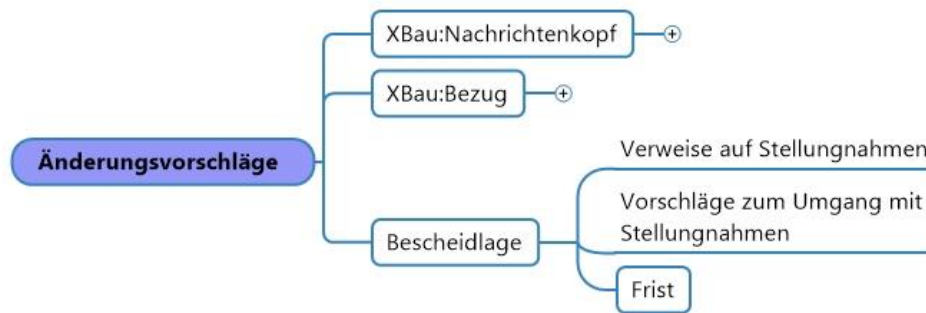 XBau:Nachrichtenkopf
XBau:Bezug
Änderungsvorschläge
Verweise auf Stellungnahmen
Vorschläge zum Umgang mit
Stellungnahmen
Bescheidlage
Frist